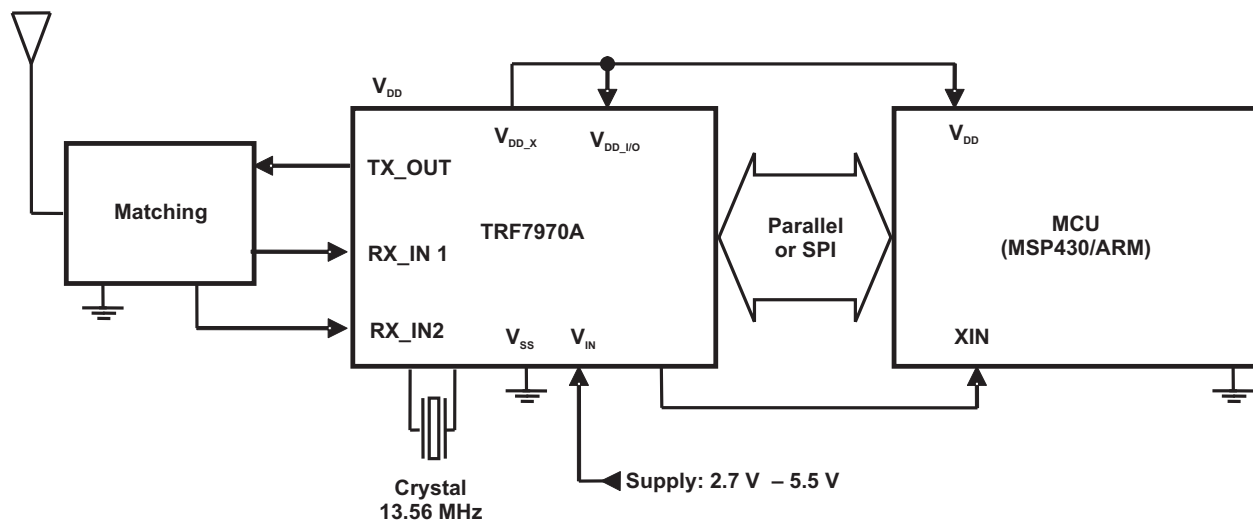 V_DD
V_DD_X
V_DD_I/O
V_DD
TX_OUT
Matching
TRF7970A
Parallel
or SPI
MCU
(MSP430/ARM)
RX_IN 1
RX_IN2
V_SS
V_IN
XIN
Supply: 2.7 V – 5.5 V
Crystal
13.56 MHz